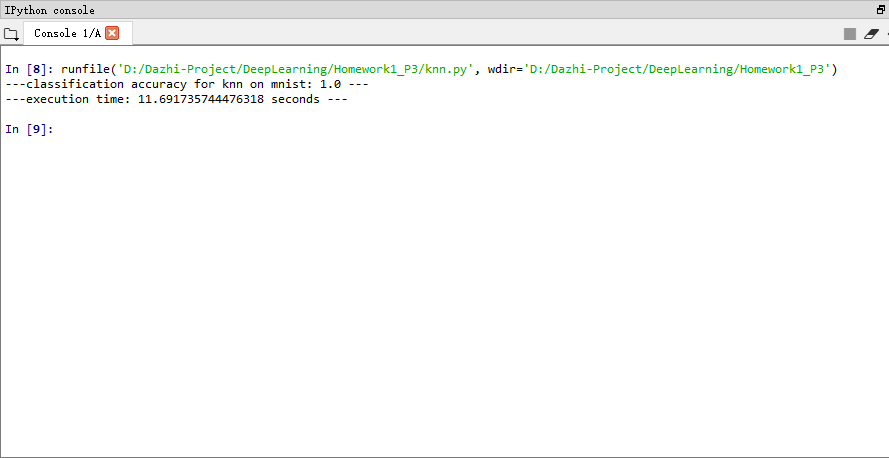 IPython console
Console 1/A
In [8]: runfile('D:/Dazhi-Project/DeepLearning/Homework1_P3/knn.py', wdir='D:/Dazhi-Project/DeepLearning/Homework1_P3')
---classification accuracy for knn on mnist: 1.0 ---
---execution time: 11.691735744476318 seconds ---
In [9]: